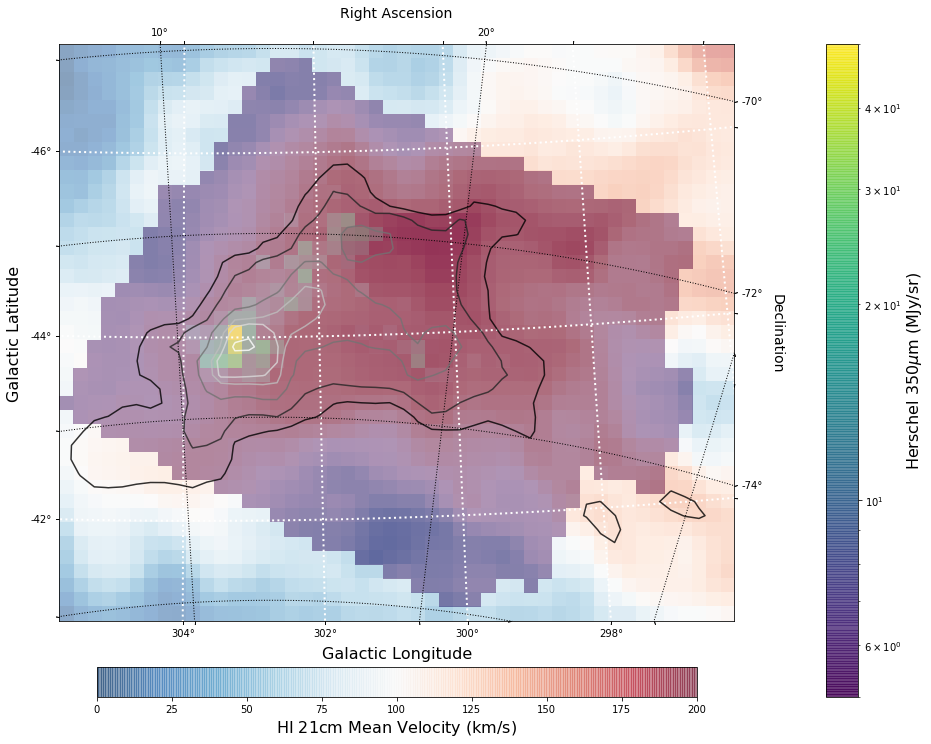 Right Ascension
10°
20°
-70°
-72°
-74°
Declination
-46°
-44°
-42°
Galactic Latitude
304°
302°
300°
298°
Galactic Longitude
0
25
50
75
100
125
150
175
200
HI 21cm Mean Velocity (km/s)
4 × 10¹
3 × 10¹
2 × 10¹
10¹
6 × 10⁰
Herschel 350μm (MJy/sr)